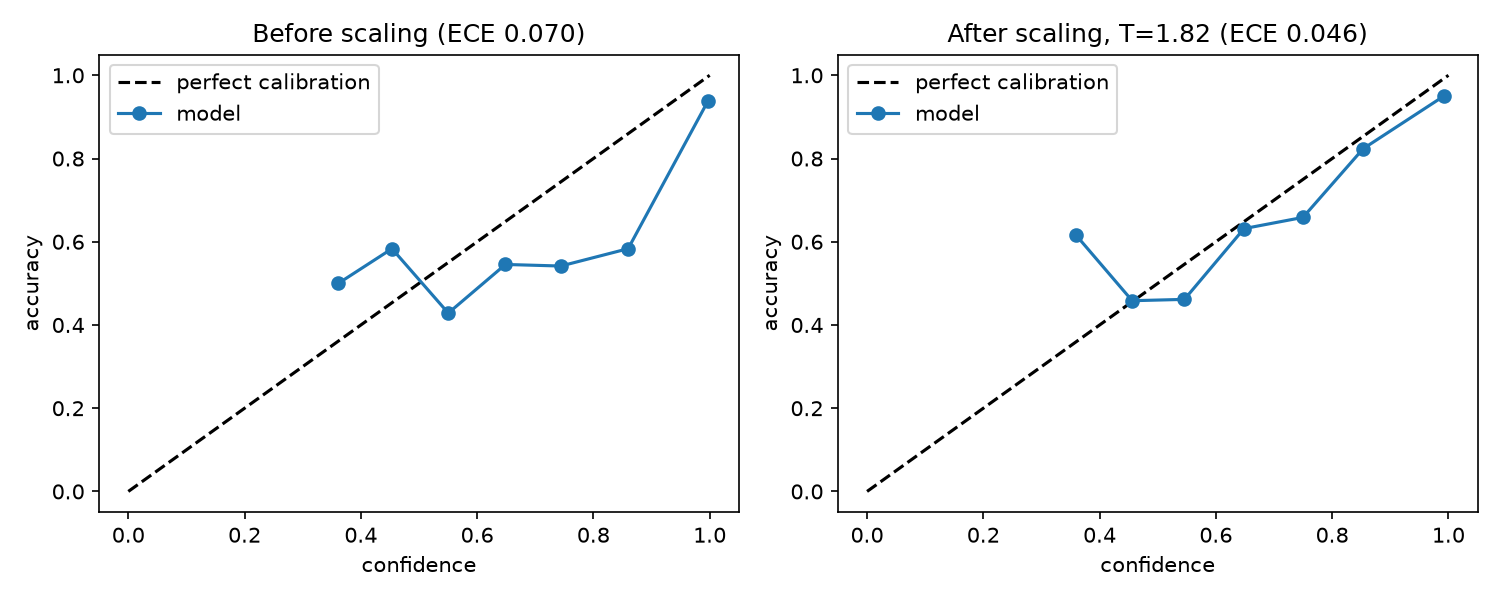 Before scaling (ECE 0.070)
perfect calibration
model
1.0
0.8
0.6
0.4
0.2
0.0
accuracy
0.0 0.2 0.4 0.6 0.8 1.0
confidence
After scaling, T=1.82 (ECE 0.046)
perfect calibration
model
1.0
0.8
0.6
0.4
0.2
0.0
accuracy
0.0 0.2 0.4 0.6 0.8 1.0
confidence